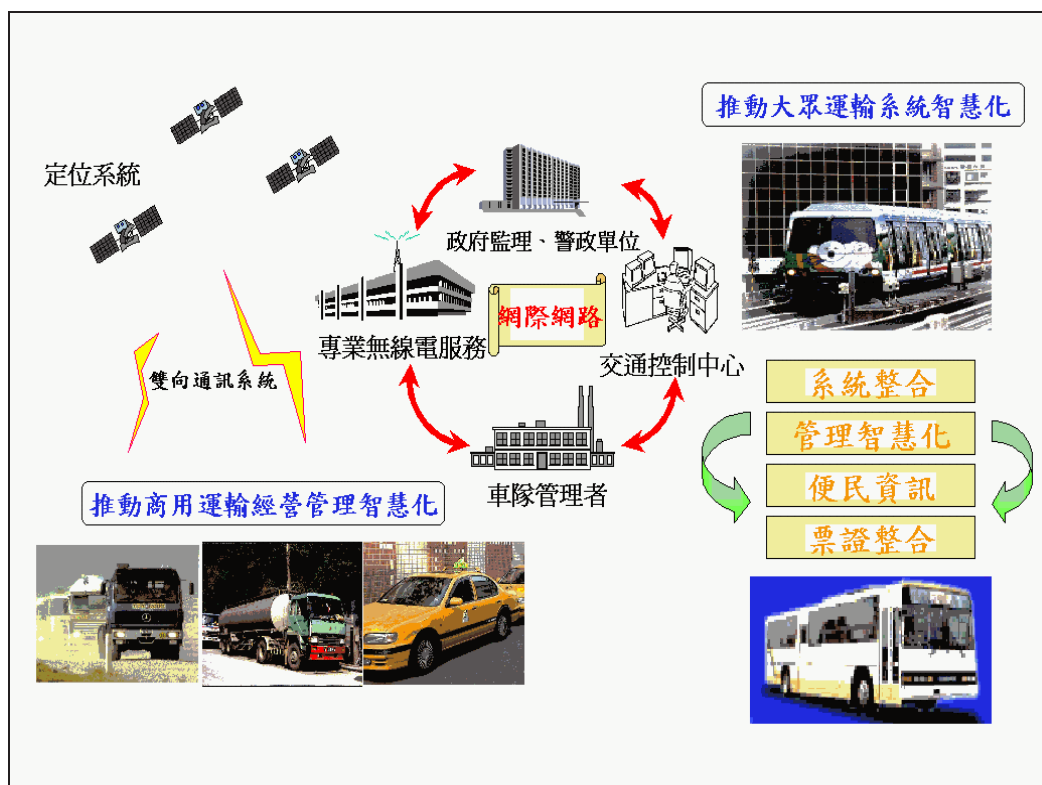 推動大眾運輸系統智慧化
定位系統
政府監理、警政單位
網際網路
專業無線電服務
交通控制中心
雙向通訊系統
系統整合
管理智慧化
便民資訊
票證整合
車隊管理者
推動商用運輸經營管理智慧化